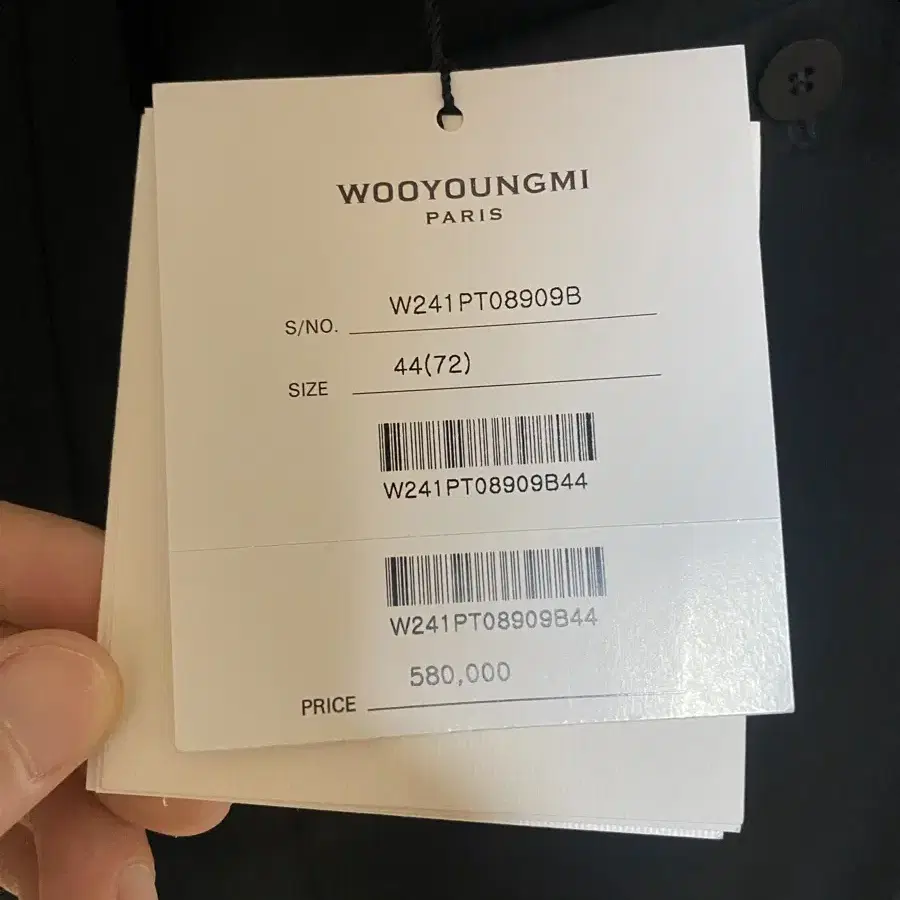 WOOYOUNGMI
PARIS
S/NO. W241PT08909B
SIZE 44(72)
W241PT08909B44
W241PT08909B44
PRICE 580,000